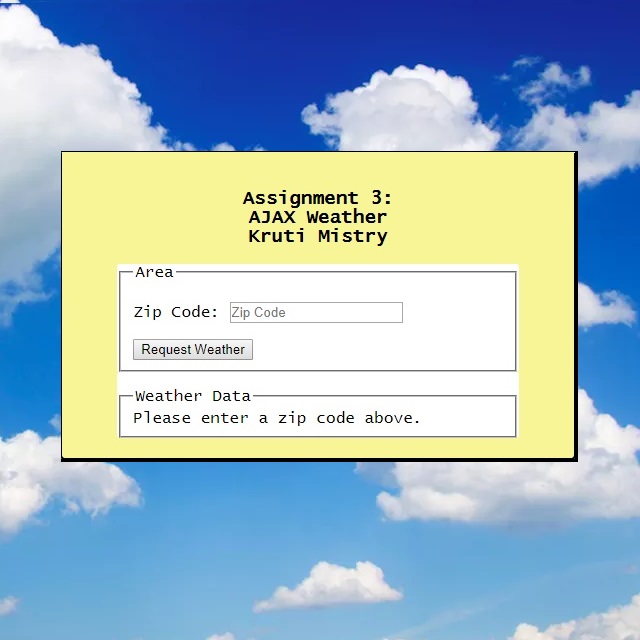 Assignment 3:
AJAX Weather
Kruti Mistry
Area
Zip Code: Zip Code
Request Weather
Weather Data
Please enter a zip code above.